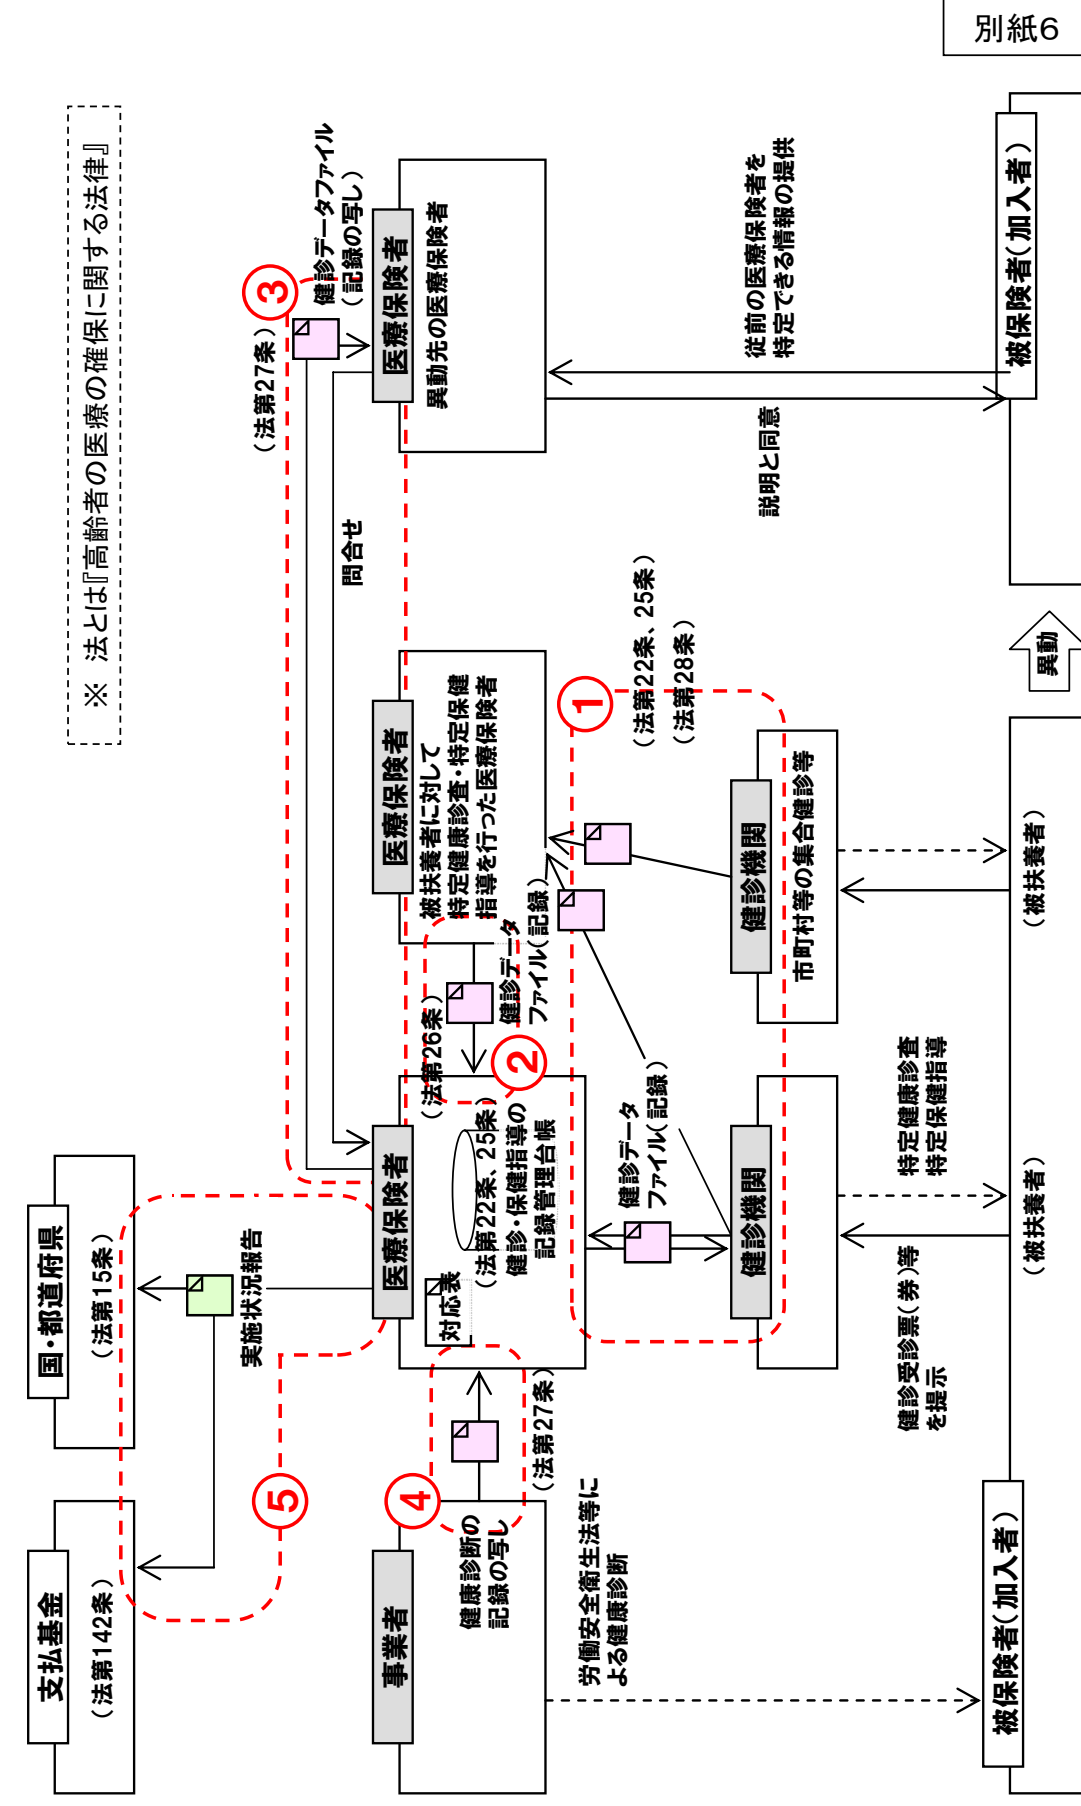 別紙6
※ 法とは『高齢者の医療の確保に関する法律』
支払基金
（法第142条）
国・都道府県
（法第15条）
実施状況報告
⑤
（法第27条）
③
健診データファイル
（記録の写し）
問合せ
事業者
健康診断の
記録の写し
④
（法第27条）
医療保険者
対応表
（法第22条、25条）
健診・保健指導の
記録管理台帳
（法第26条）
②
健診データ
ファイル（記録）
医療保険者
被扶養者に対して
特定健康診査・特定保健
指導を行った医療保険者
医療保険者
異動先の医療保険者
①
（法第22条、25条）
（法第28条）
労働安全衛生法等に
よる健康診断
健診データ
ファイル（記録）
健診機関
健診機関
市町村等の集合健診等
説明と同意
従前の医療保険者を
特定できる情報の提供
健診受診票（券）等
を提示
特定健康診査
特定保健指導
被保険者（加入者）
（被扶養者）
（被扶養者）
異動
被保険者（加入者）